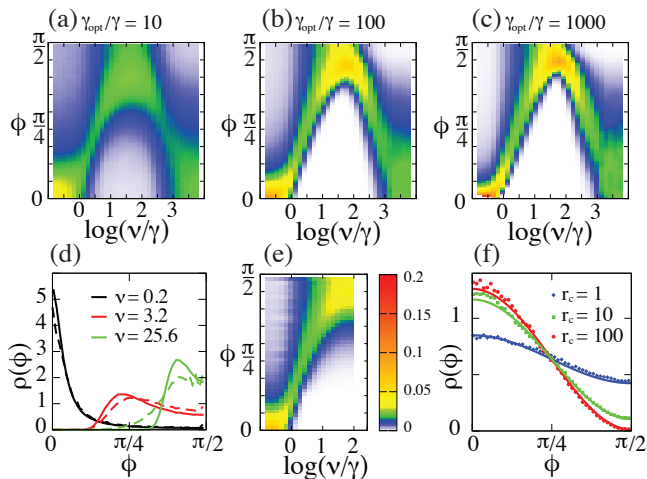 (a) γopt/γ = 10
(b) γopt/γ = 100
(c) γopt/γ = 1000
π/2
ϕ π/4
0
0 1 2 3
log(ν/γ)
π/2
ϕ π/4
0
0 1 2 3
log(ν/γ)
π/2
ϕ π/4
0
0 1 2 3
log(ν/γ)
(d)
ρ(ϕ)
5
4
3
2
1
0
ν = 0.2
ν = 3.2
ν = 25.6
0 π/4 π/2
ϕ
(e)
π/2
ϕ π/4
0
0 1 2
log(ν/γ)
0.2
0.15
0.1
0.05
0
(f)
ρ(ϕ)
1
0
rc = 1
rc = 10
rc = 100
0 π/4 π/2
ϕ